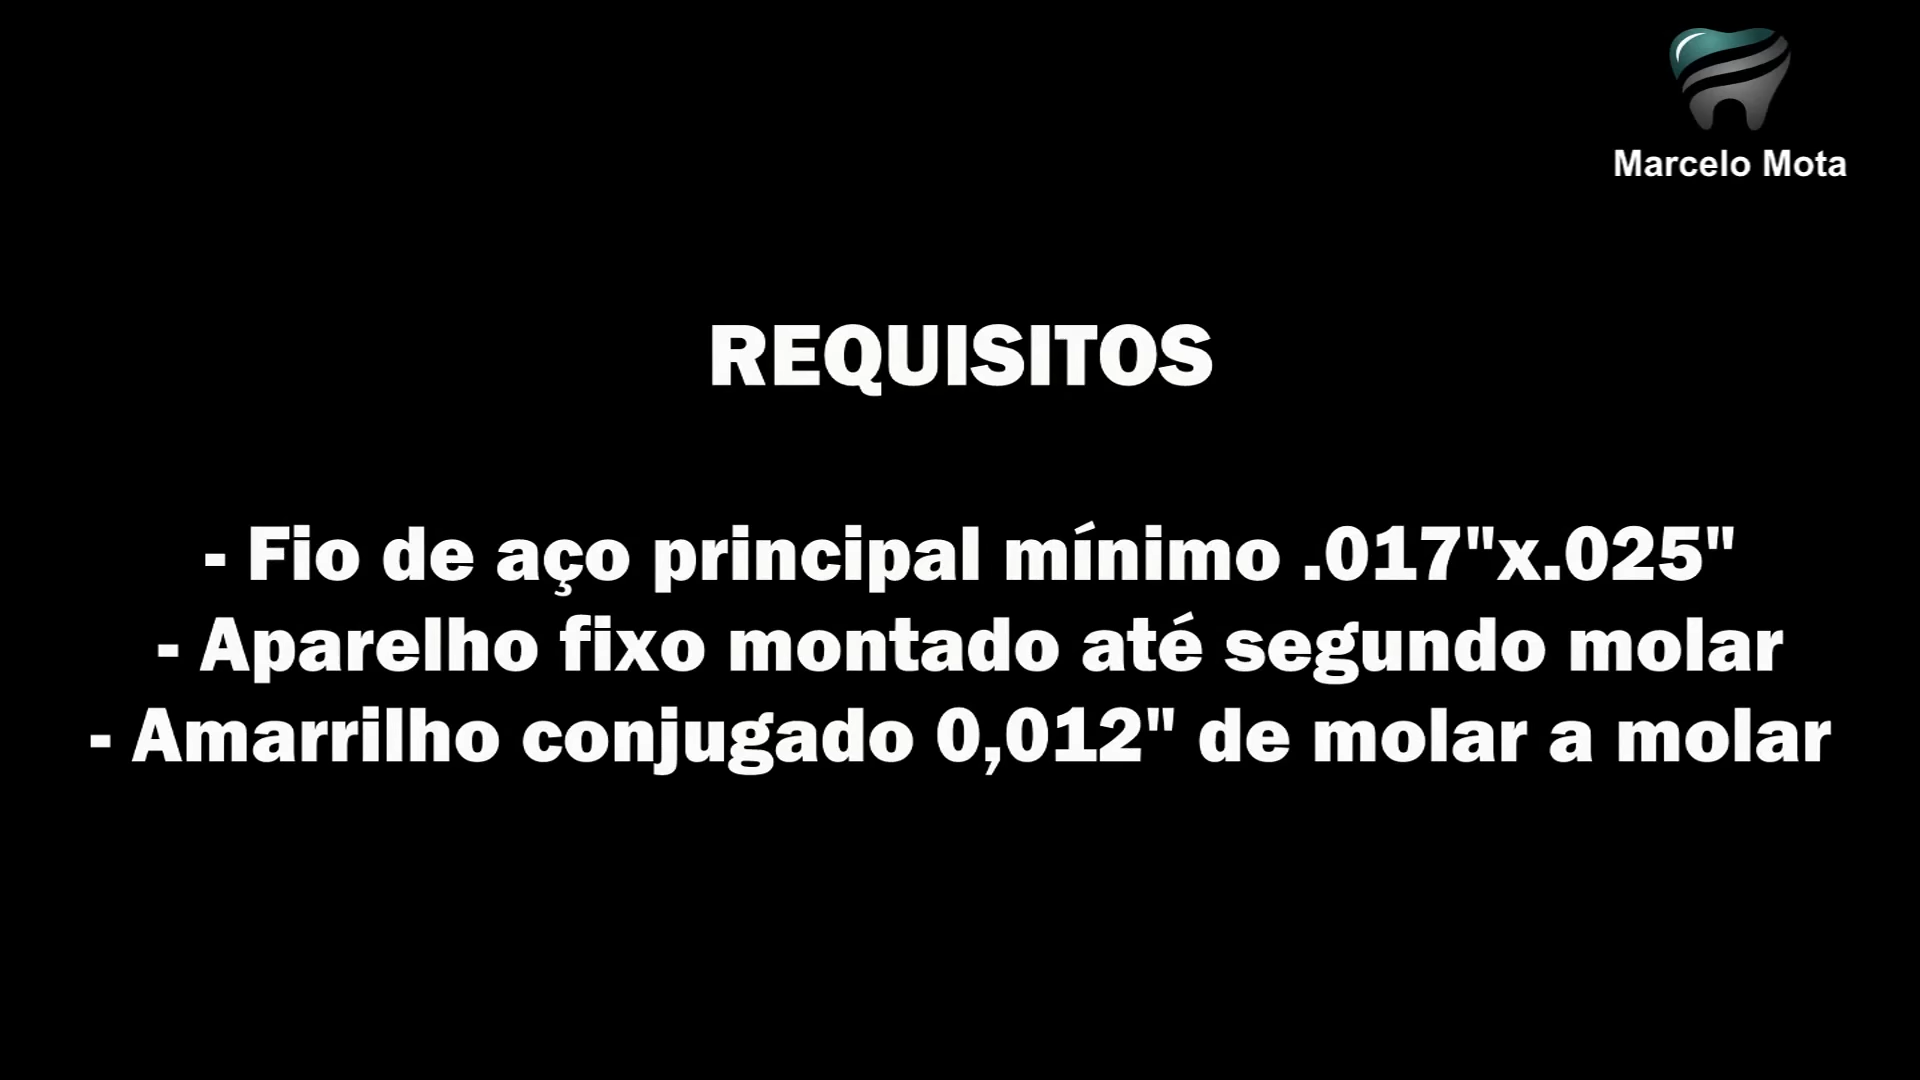 Marcelo Mota
REQUISITOS
- Fio de aço principal mínimo .017"x.025"
- Aparelho fixo montado até segundo molar
- Amarrilho conjugado 0,012" de molar a molar